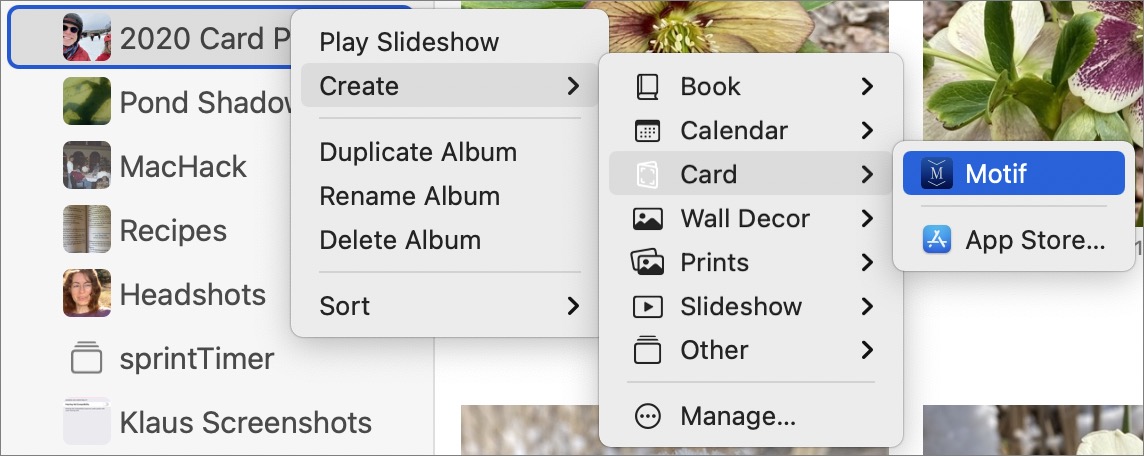 2020 Card P
Pond Shadow
MacHack
Recipes
Headshots
sprintTimer
Klaus Screenshots
Play Slideshow
Create
Duplicate Album
Rename Album
Delete Album
Sort
Book
Calendar
Card
Wall Decor
Prints
Slideshow
Other
Manage...
M Motif
App Store...